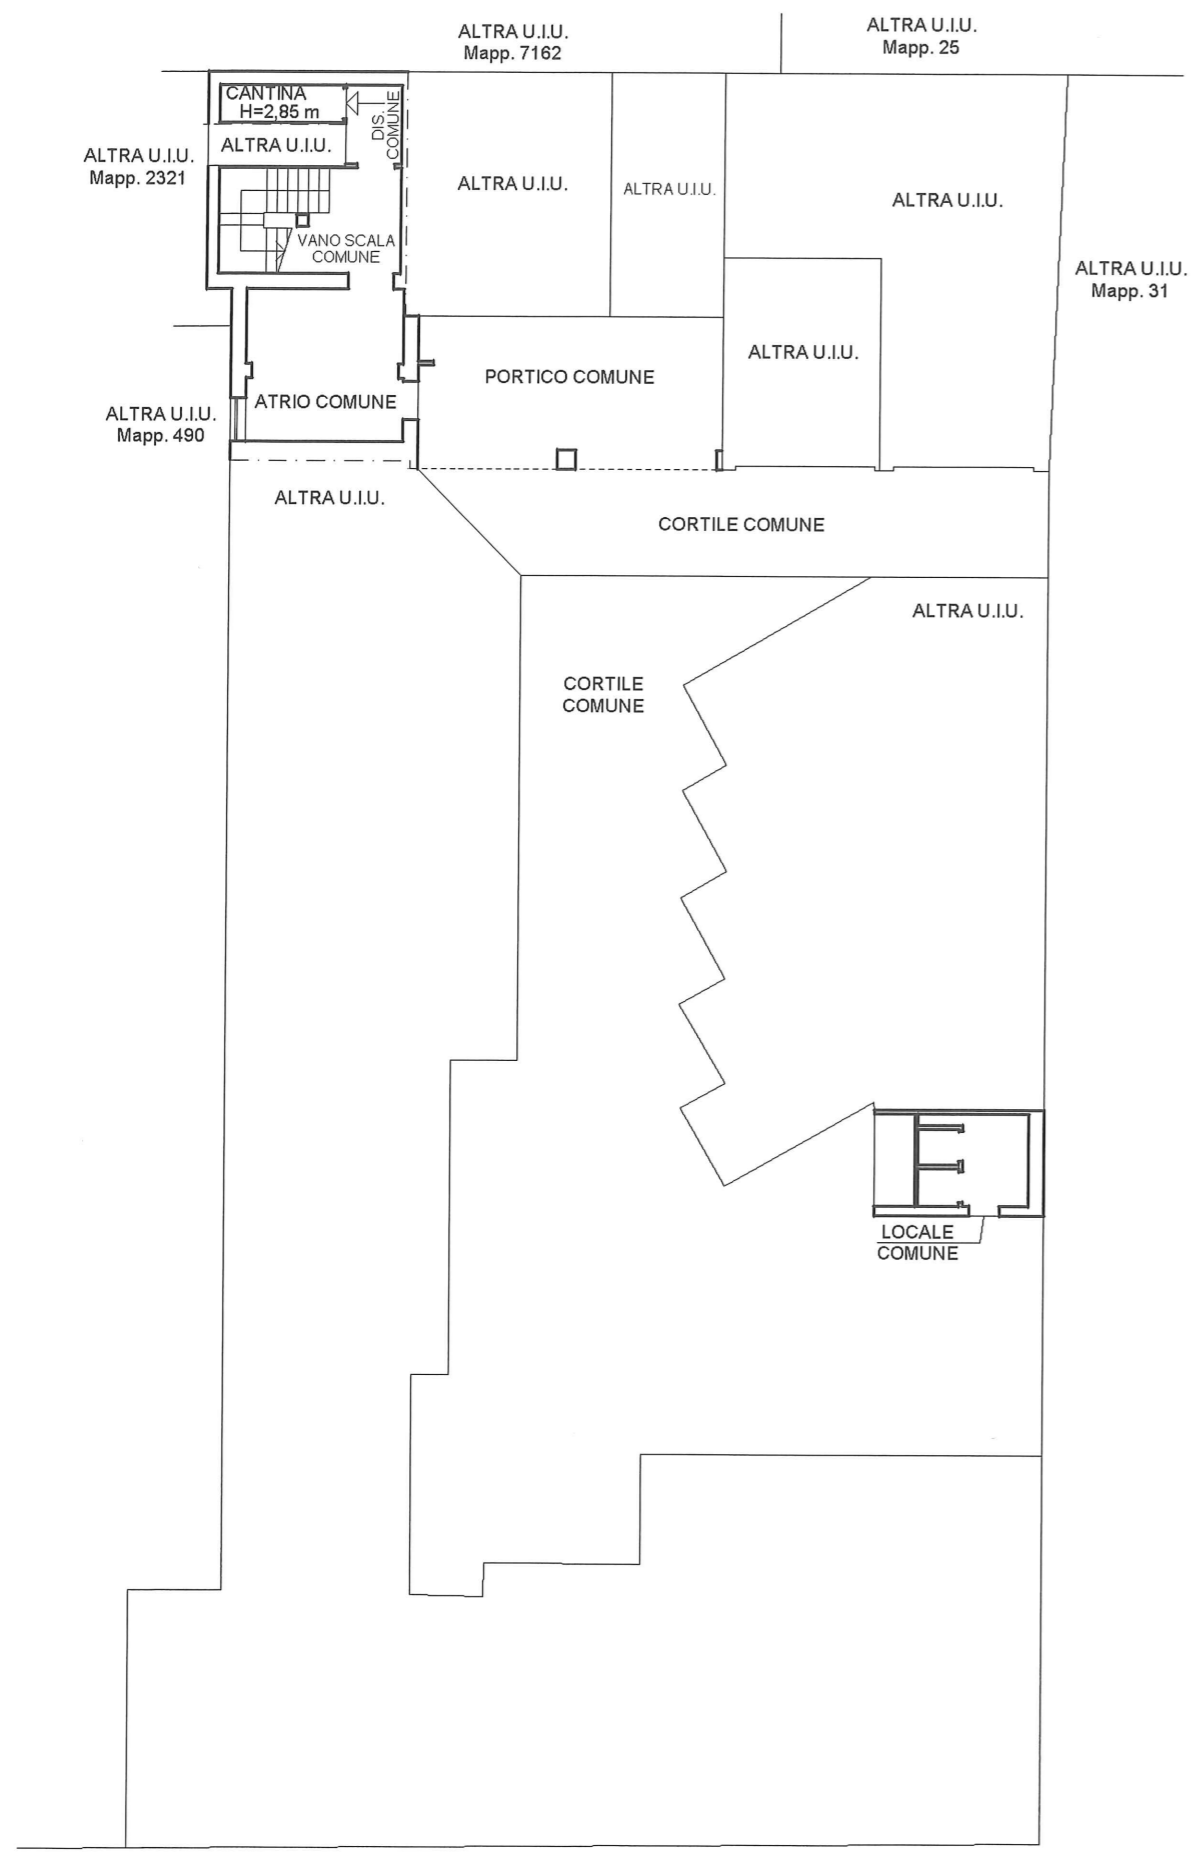 ALTRA U.I.U.
Mapp. 7162
ALTRA U.I.U.
Mapp. 25
CANTINA
H=2,85 m
DIS.
COMUNE
ALTRA U.I.U.
ALTRA U.I.U.
Mapp. 2321
ALTRA U.I.U.
ALTRA U.I.U.
ALTRA U.I.U.
VANO SCALA
COMUNE
ALTRA U.I.U.
Mapp. 31
ALTRA U.I.U.
PORTICO COMUNE
ATRIO COMUNE
ALTRA U.I.U.
Mapp. 490
ALTRA U.I.U.
CORTILE COMUNE
ALTRA U.I.U.
CORTILE
COMUNE
LOCALE
COMUNE